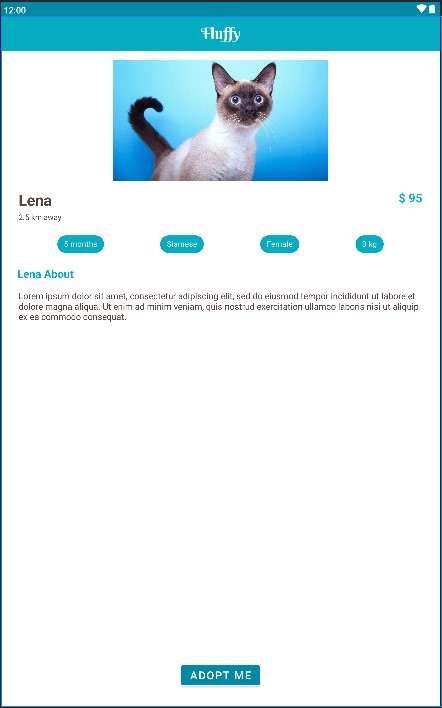 12:00
Fluffy
Lena
$ 95
2.5 km away
5 months
Siamese
Female
3 kg
Lena About
Lorem ipsum dolor sit amet, consectetur adipiscing elit, sed do eiusmod tempor incididunt ut labore et
dolore magna aliqua. Ut enim ad minim veniam, quis nostrud exercitation ullamco laboris nisi ut aliquip
ex ea commodo consequat.
ADOPT ME